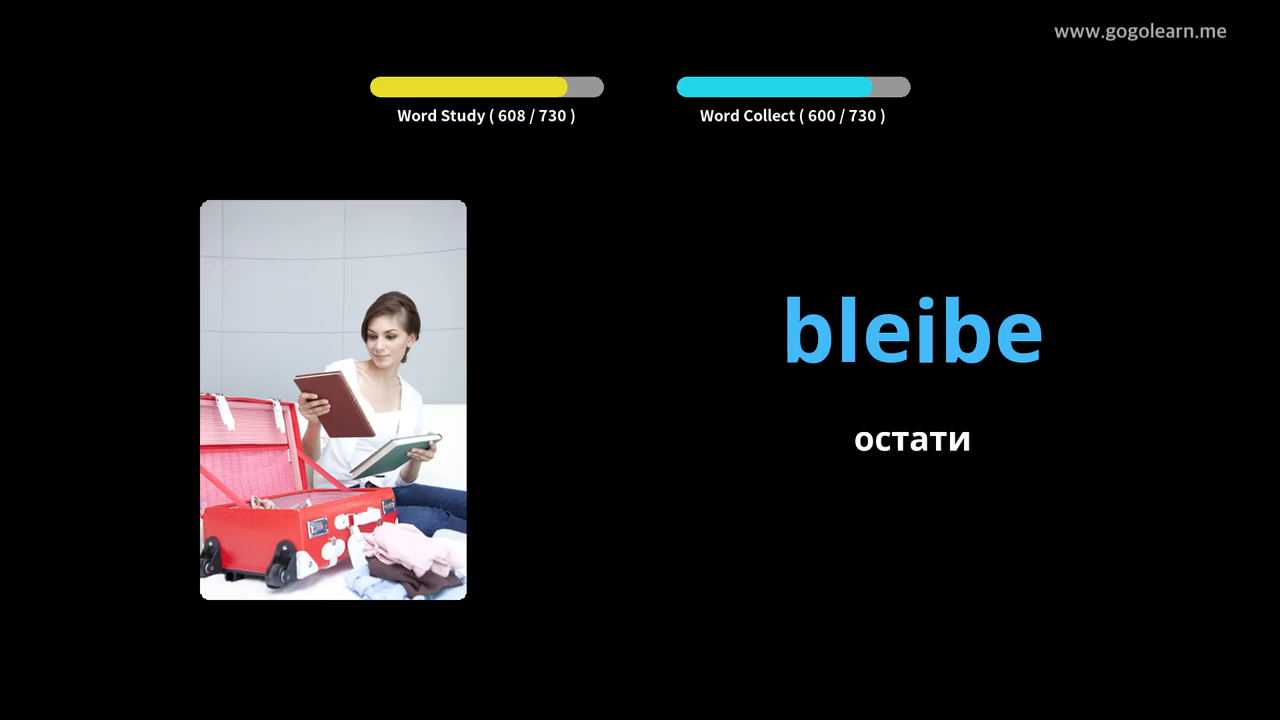 www.gogolearn.me
Word Study ( 608 / 730 )
Word Collect ( 600 / 730 )
bleibe
остати